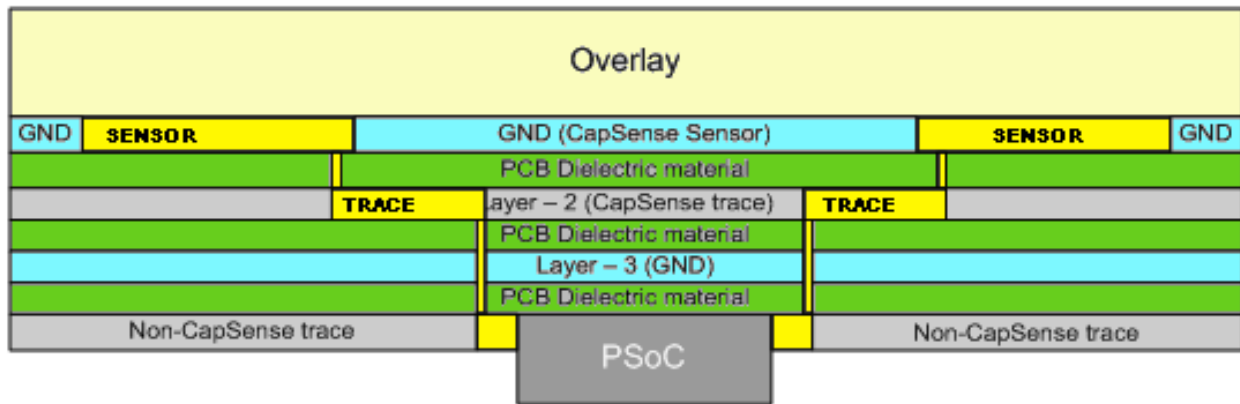 Overlay
GND SENSOR GND (CapSense Sensor) SENSOR GND
PCB Dielectric material
TRACE Layer – 2 (CapSense trace) TRACE
PCB Dielectric material
Layer – 3 (GND)
PCB Dielectric material
Non-CapSense trace PSoC Non-CapSense trace